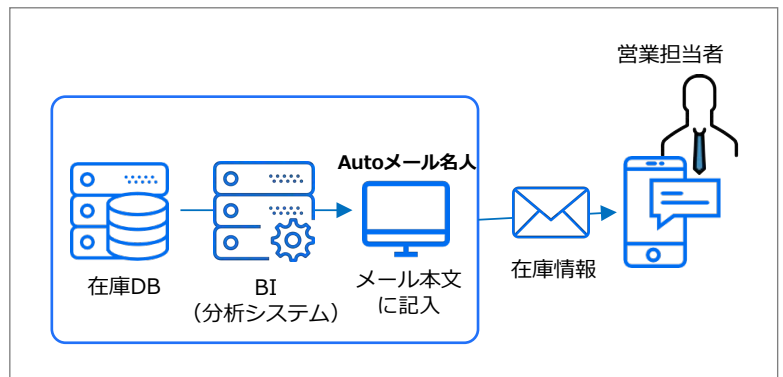 営業担当者
Autoメール名人
在庫DB
BI
（分析システム）
メール本文
に記入
在庫情報